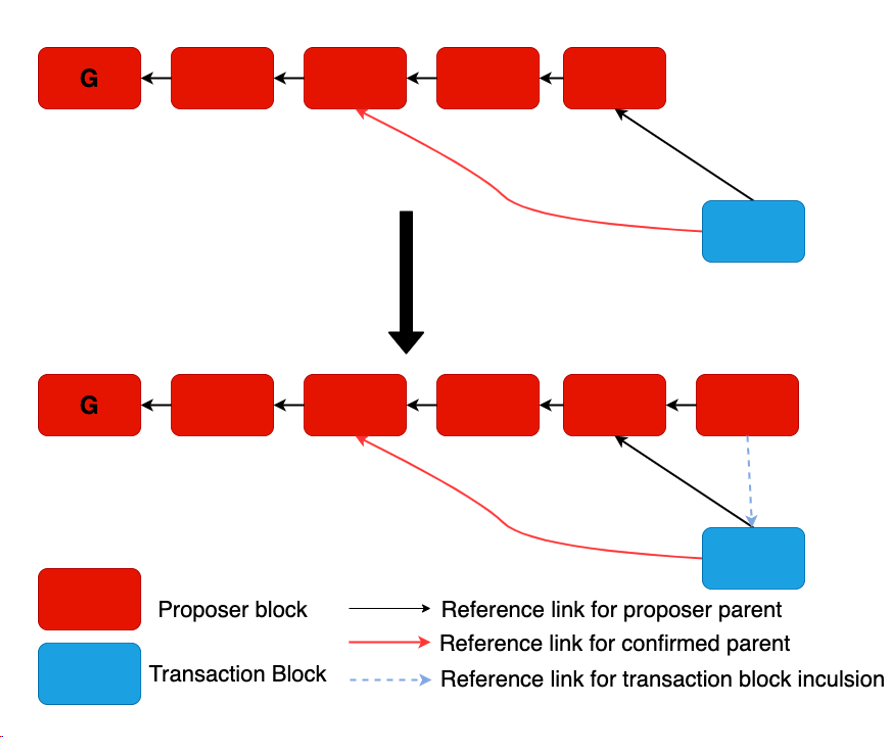 G
G
Proposer block
Reference link for proposer parent
Reference link for confirmed parent
Transaction Block
Reference link for transaction block inculsion